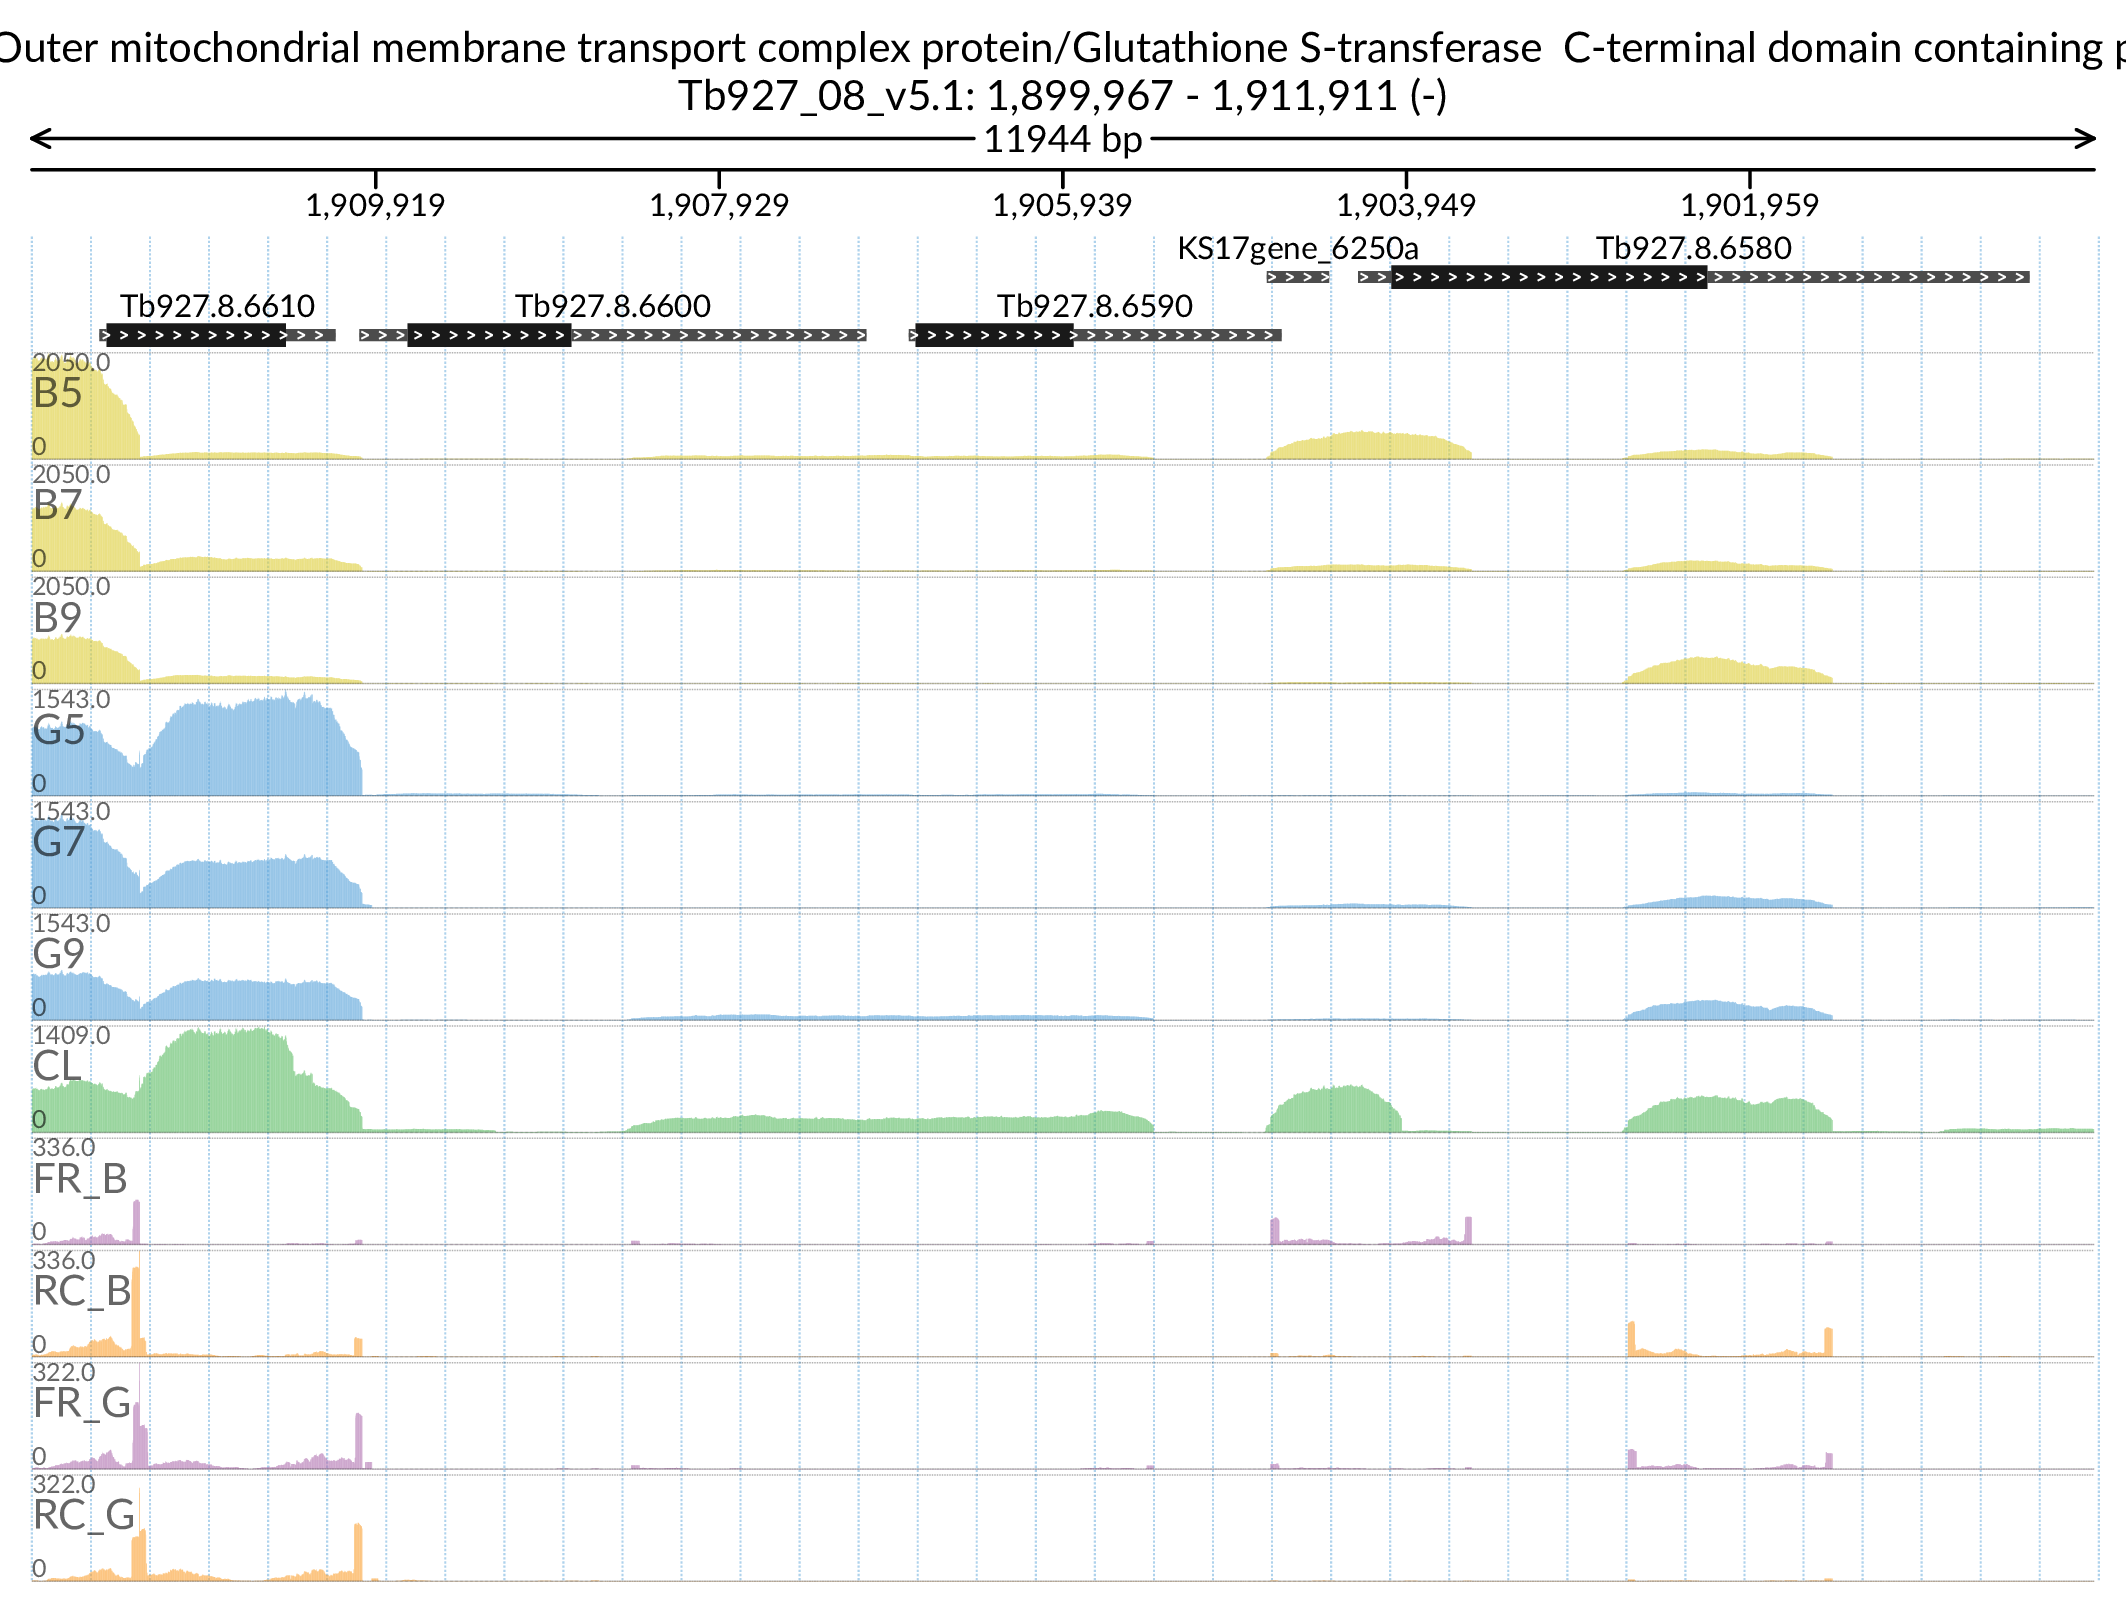 Outer mitochondrial membrane transport complex protein/Glutathione S-transferase C-terminal domain containing p
Tb927_08_v5.1: 1,899,967 - 1,911,911 (-)
11944 bp
1,909,919 1,907,929 1,905,939 1,903,949 1,901,959
KS17gene_6250a Tb927.8.6580
Tb927.8.6610 Tb927.8.6600 Tb927.8.6590
2050.0
B5
0
2050.0
B7
0
2050.0
B9
0
1543.0
G5
0
1543.0
G7
0
1543.0
G9
0
1409.0
CL
0
336.0
FR_B
0
336.0
RC_B
0
322.0
FR_G
0
322.0
RC_G
0